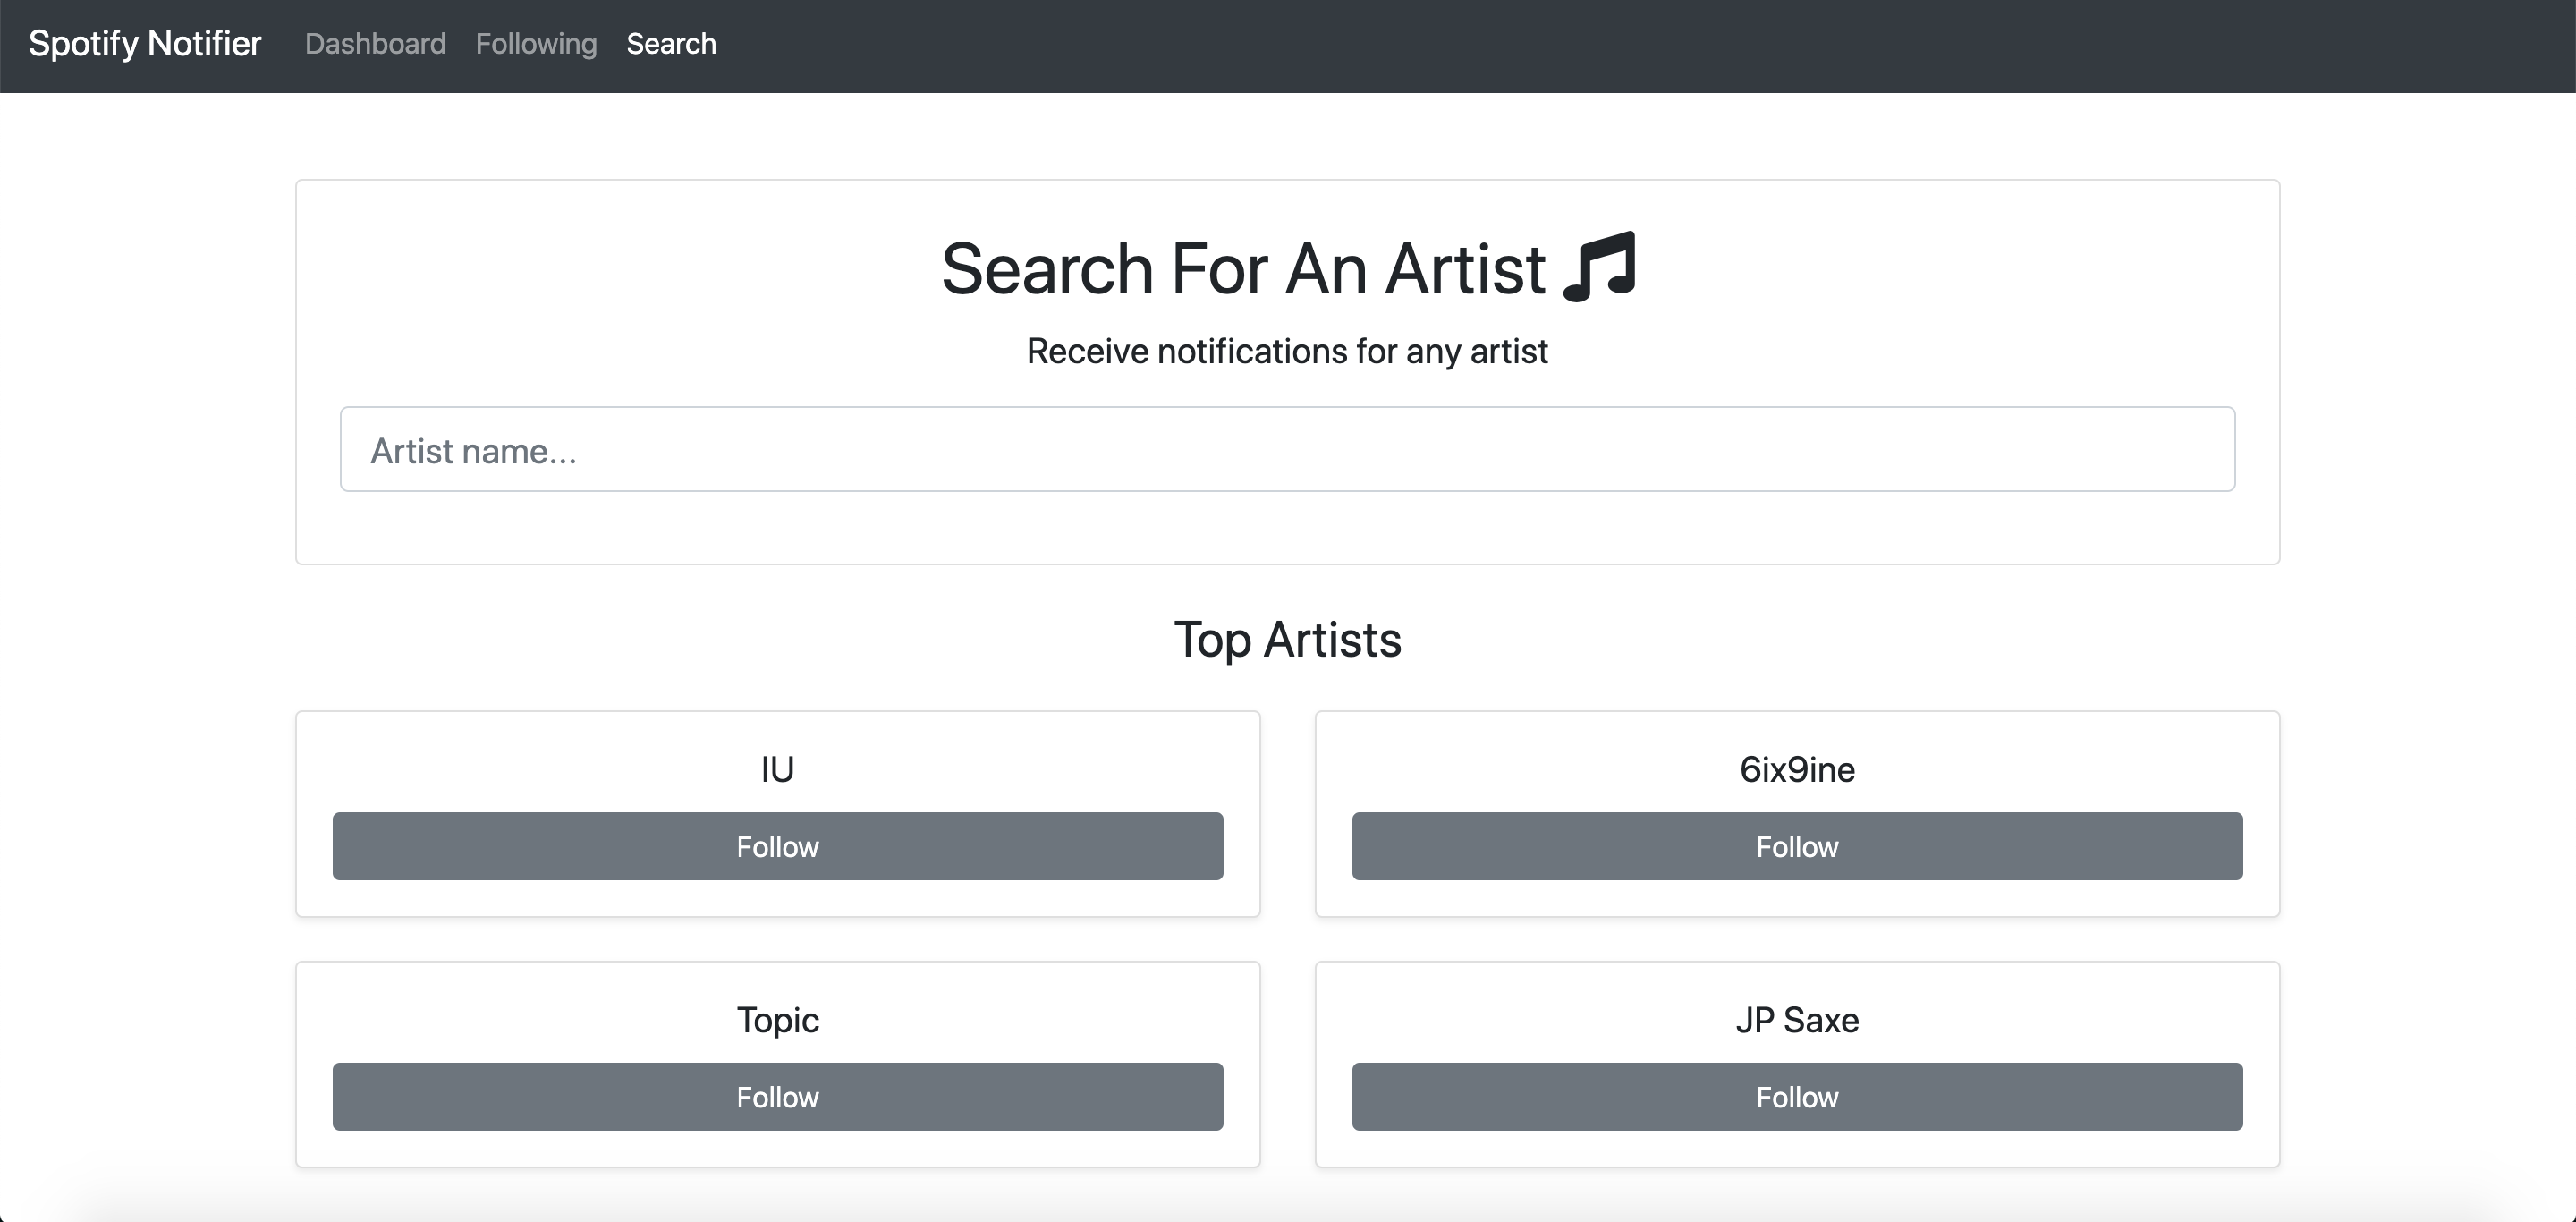 Spotify Notifier Dashboard Following Search
Search For An Artist
Receive notifications for any artist
Artist name...
Top Artists
IU
Follow
6ix9ine
Follow
Topic
Follow
JP Saxe
Follow